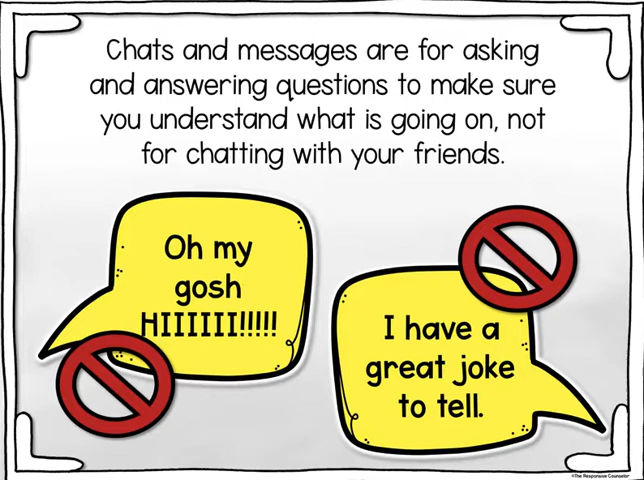 Chats and messages are for asking
and answering questions to make sure
you understand what is going on, not
for chatting with your friends.
Oh my
gosh
HIIIIII!!!!!
I have a
great joke
to tell.
©The Responsive Counselor